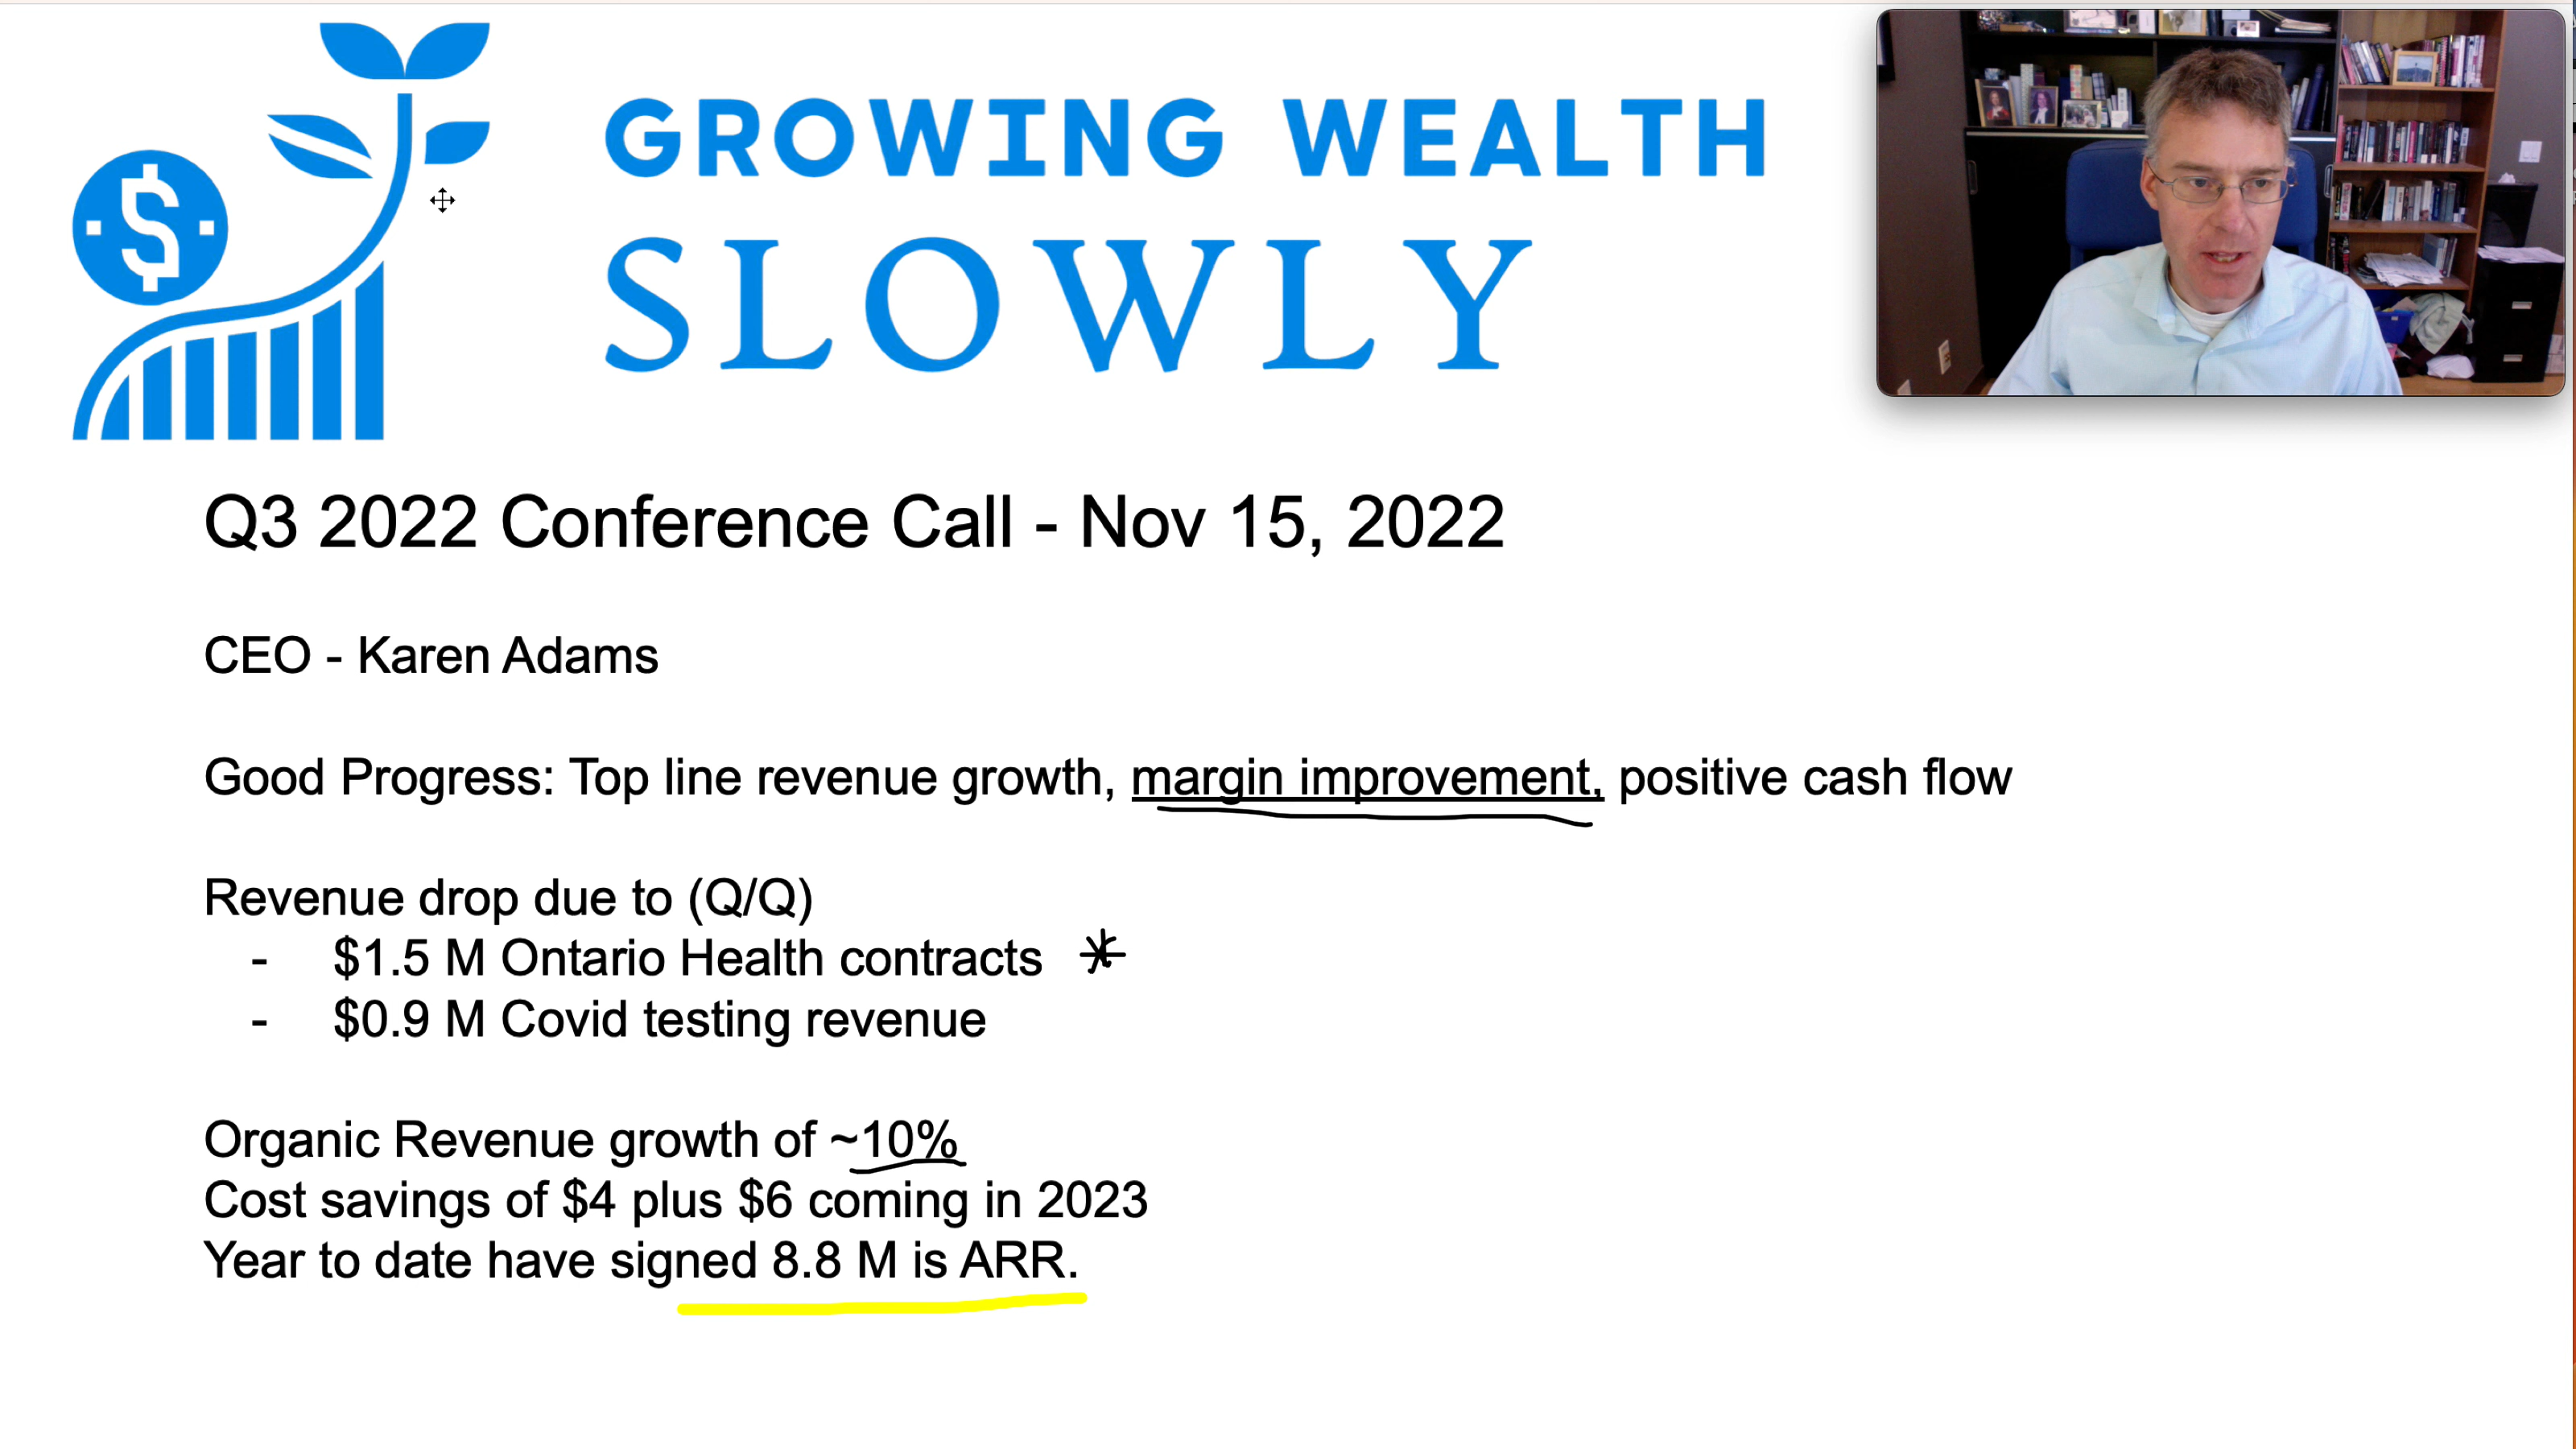 GROWING WEALTH
SLOWLY
Q3 2022 Conference Call - Nov 15, 2022
CEO - Karen Adams
Good Progress: Top line revenue growth, margin improvement, positive cash flow
Revenue drop due to (Q/Q)
- $1.5 M Ontario Health contracts *
- $0.9 M Covid testing revenue
Organic Revenue growth of ~10%
Cost savings of $4 plus $6 coming in 2023
Year to date have signed 8.8 M is ARR.